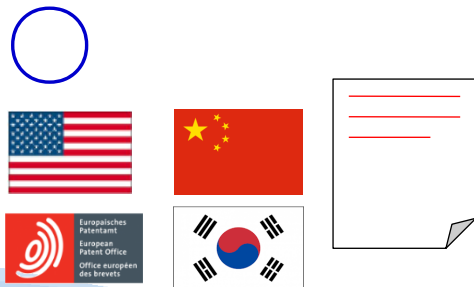 Europäisches
Patentamt
European
Patent Office
Office européen
des brevets